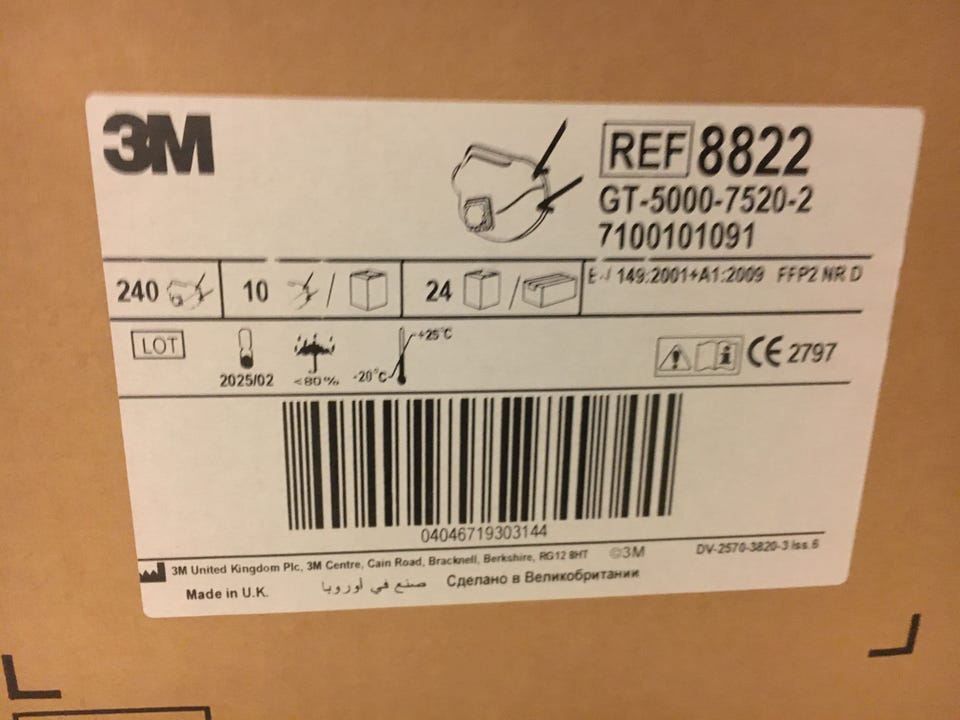 3M
REF 8822
GT-5000-7520-2
7100101091
240 10 / 24 /
149:2001+A1:2009 FFP2 NR D
LOT
2025/02
<80%
-20°C
+25°C
CE 2797
04046719303144
3M United Kingdom Plc, 3M Centre, Cain Road, Bracknell, Berkshire, RG12 8HT ©3M
DV-2570-3820-3 Iss.6
Made in U.K. صنع في أوروبا Сделано в Великобритании